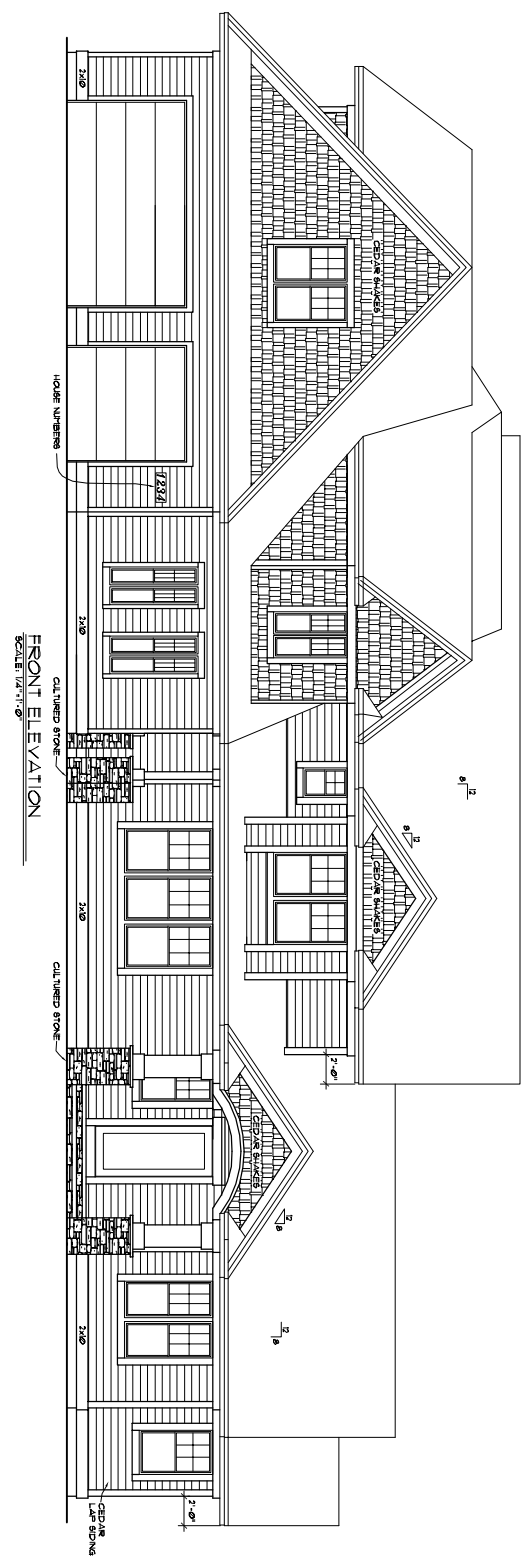 CEDAR SHAKES
12
8
12
8
CEDAR SHAKES
2'-0"
CEDAR SHAKES
12
8
12
8
2X10
HOUSE NUMBERS
1234
2X10
CULTURED STONE
2X10
CULTURED STONE
2X10
2'-0"
CEDAR
LAP SIDING
FRONT ELEVATION
SCALE: 1/4"=1'-0"